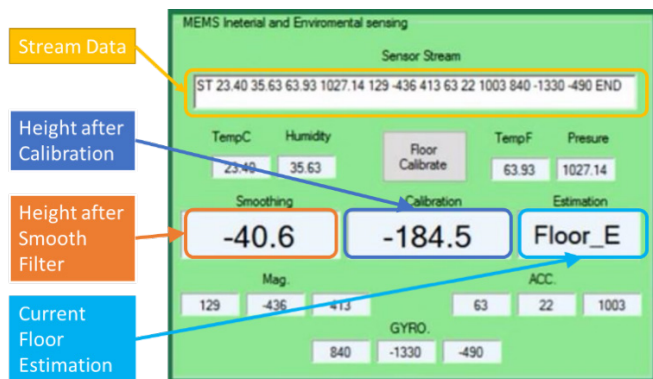 MEMS Ineterial and Enviromental sensing
Stream Data
Sensor Stream
ST 23.40 35.63 63.93 1027.14 129 -436 413 63 22 1003 840 -1330 -490 END
Height after
Calibration
TempC Humidity
Floor
Calibrate
TempF Presure
23.40 35.63
63.93 1027.14
Height after
Smooth
Filter
Smoothing Calibration Estimation
-40.6 -184.5 Floor_E
Mag. ACC.
129 -436 413 63 22 1003
Current
Floor
Estimation
GYRO.
840 -1330 -490